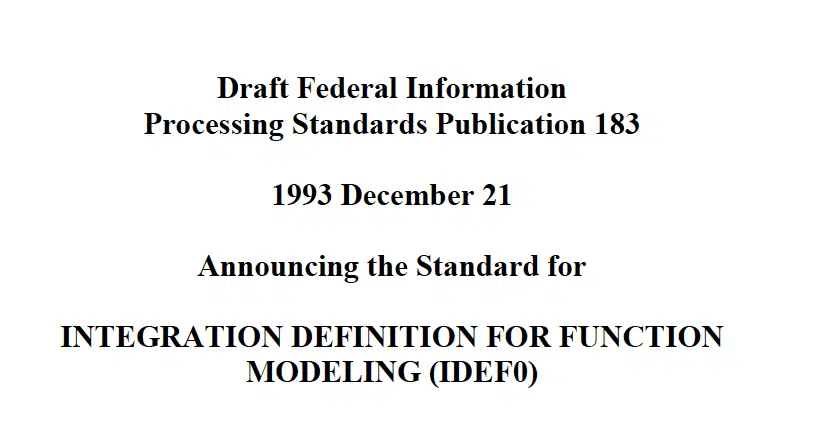 Draft Federal Information
Processing Standards Publication 183
1993 December 21
Announcing the Standard for
INTEGRATION DEFINITION FOR FUNCTION
MODELING (IDEF0)